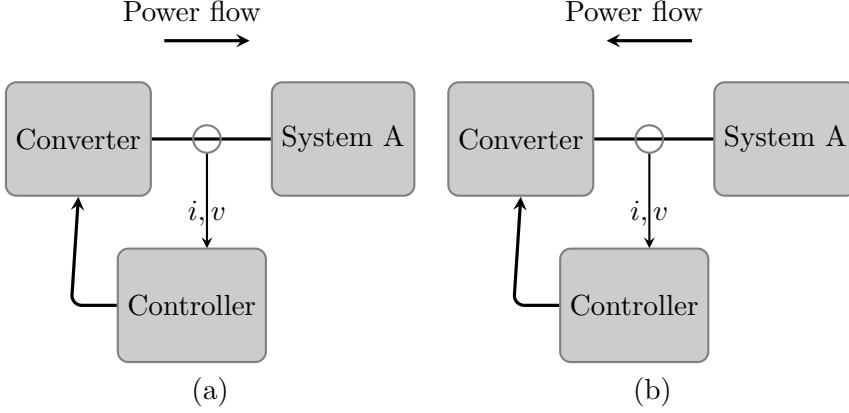 Power flow
Converter
System A
i, v
Controller
(a)
Power flow
Converter
System A
i, v
Controller
(b)